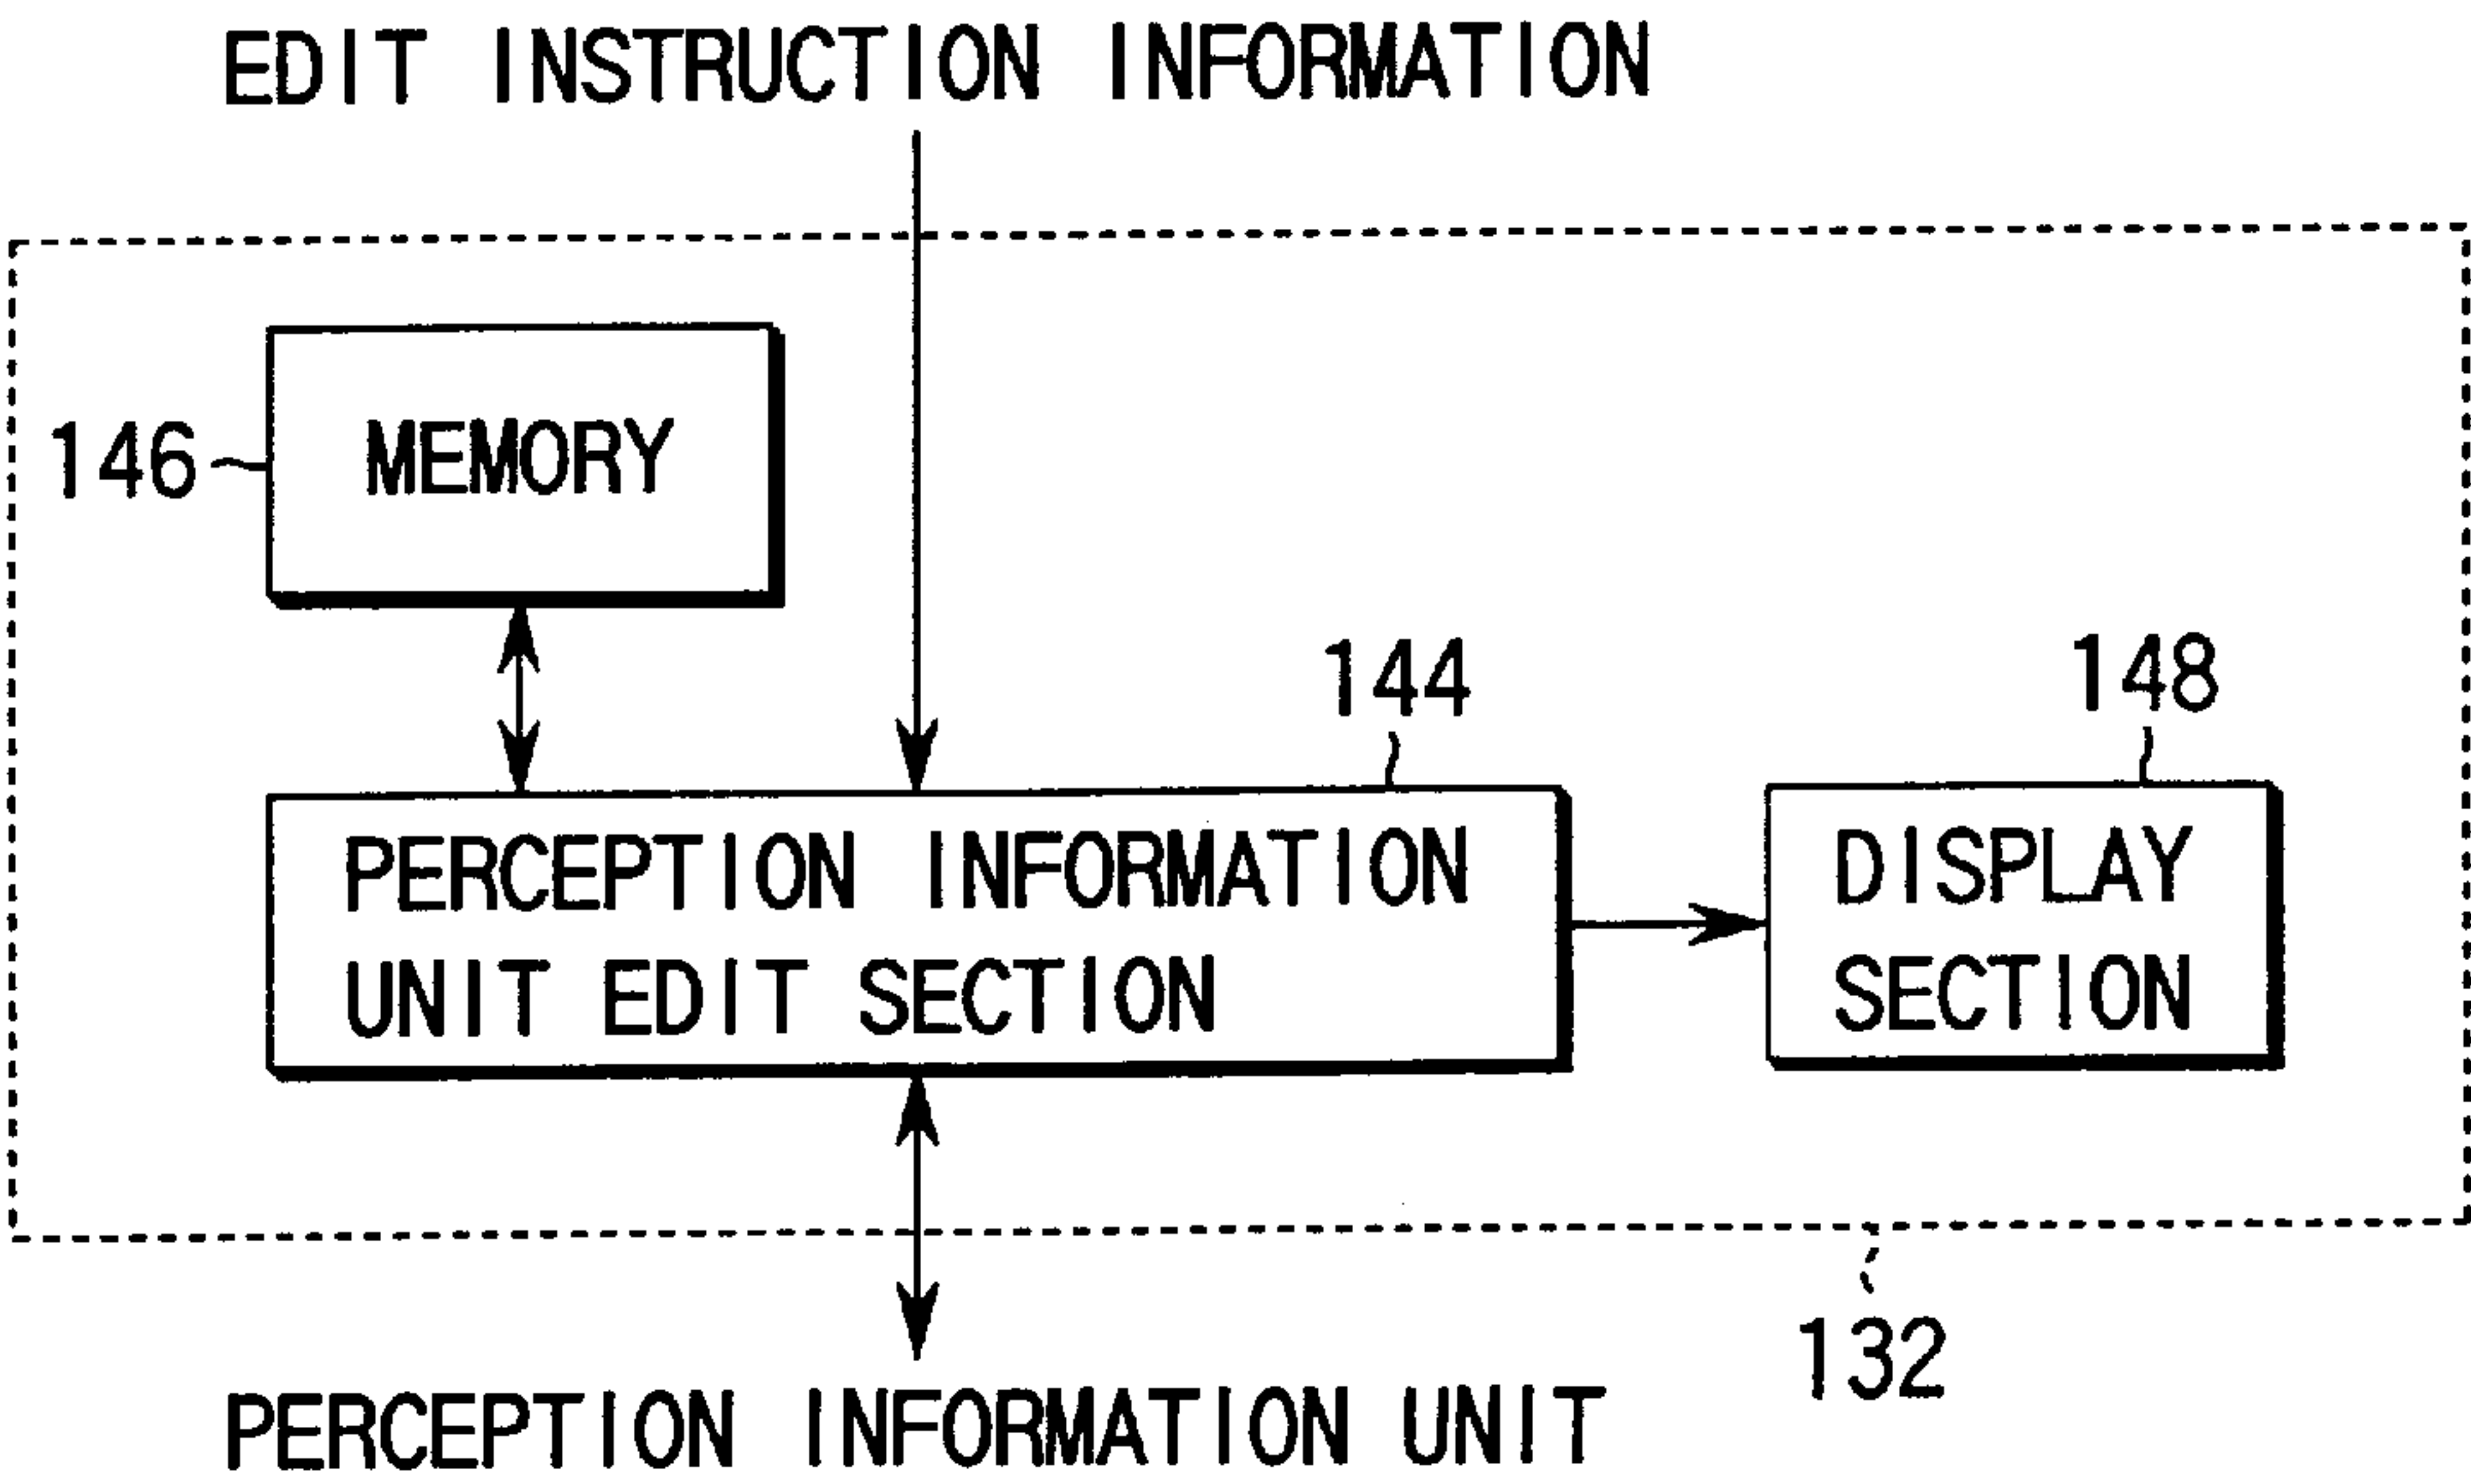 EDIT INSTRUCTION INFORMATION
146
MEMORY
144
148
PERCEPTION INFORMATION
UNIT EDIT SECTION
DISPLAY
SECTION
132
PERCEPTION INFORMATION UNIT